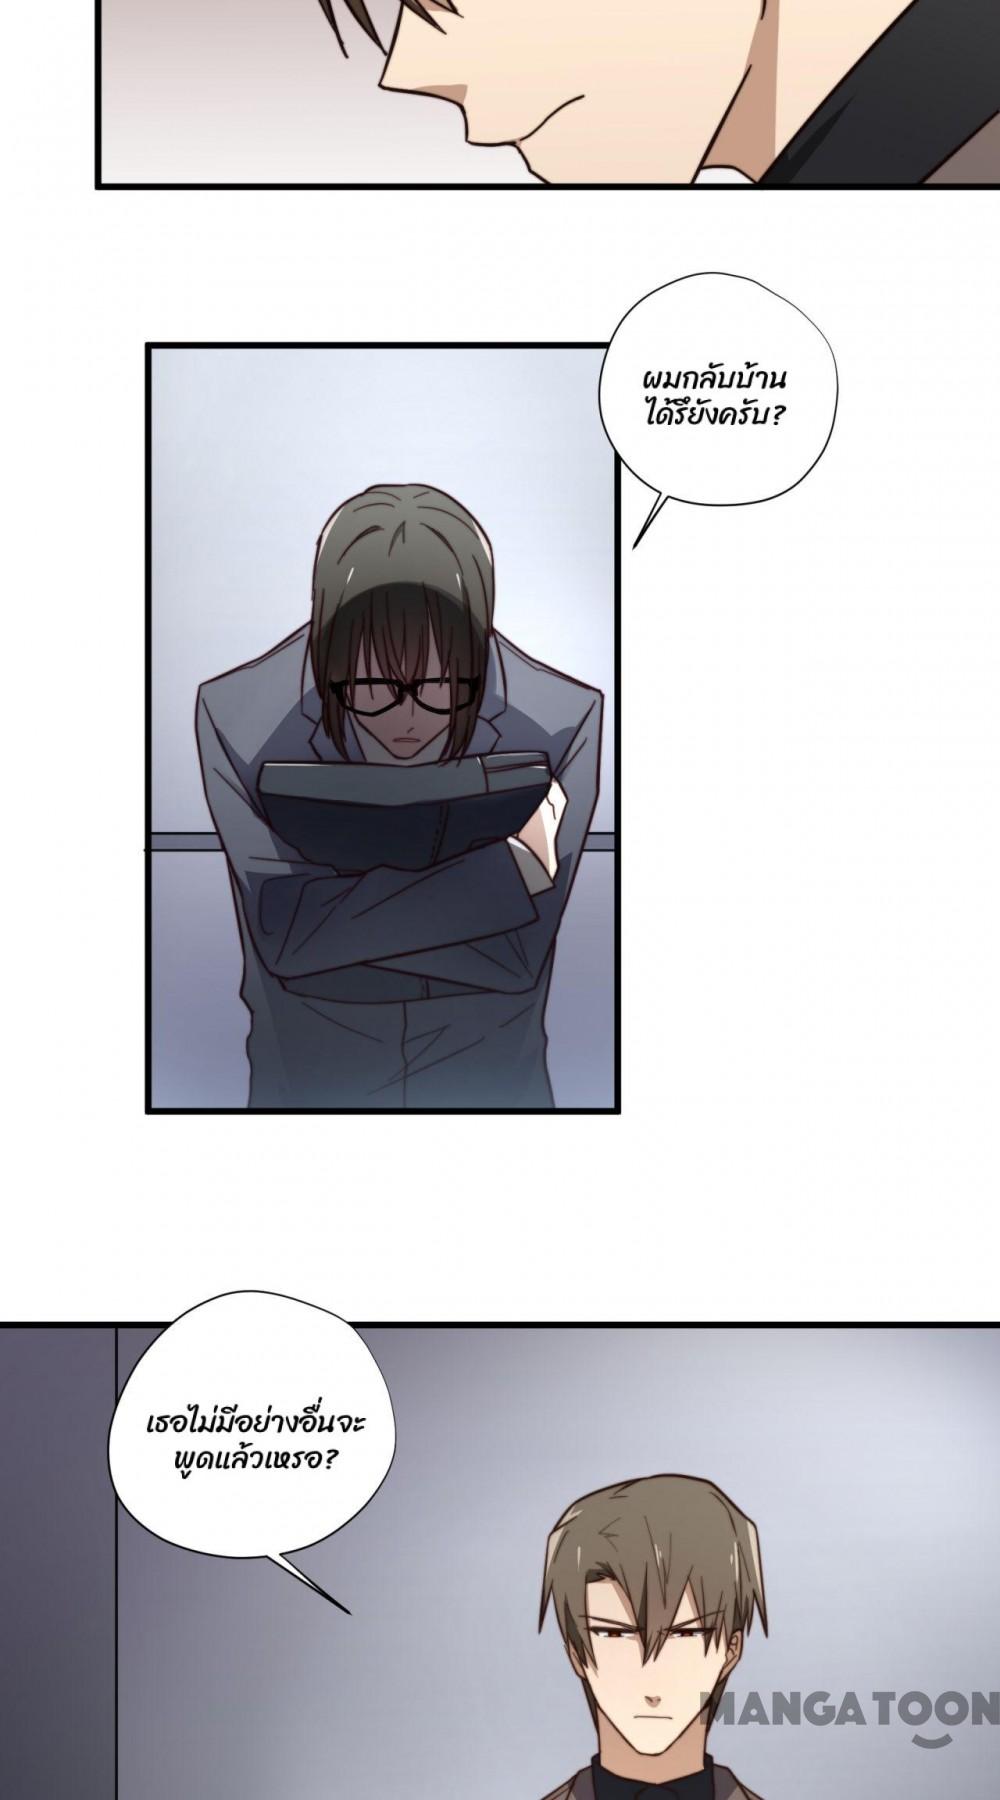 ผมกลับบ้าน
ได้รึยังครับ?
เธอไม่มีอย่างอื่นจะ
พูดแล้วเหรอ?
MANGATOON